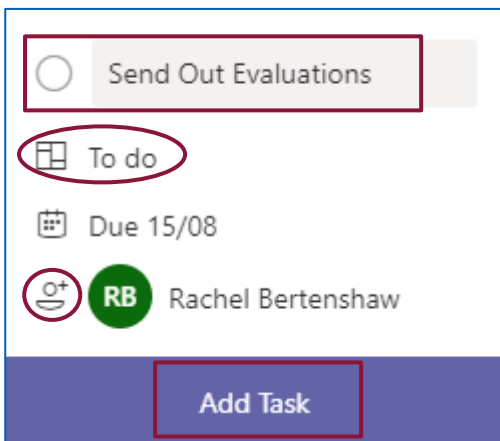 Send Out Evaluations
To do
Due 15/08
RB Rachel Bertenshaw
Add Task